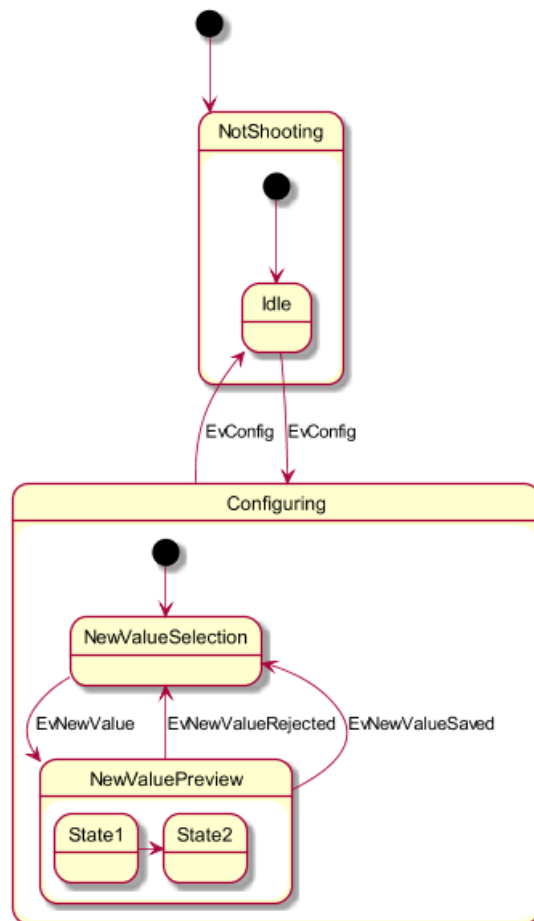 NotShooting
Idle
EvConfig EvConfig
Configuring
NewValueSelection
EvNewValue EvNewValueRejected EvNewValueSaved
NewValuePreview
State1 State2